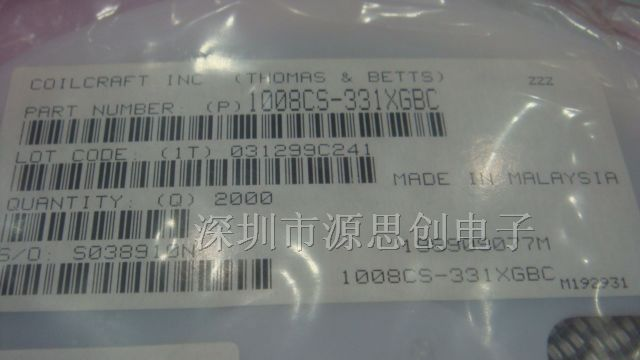 COILCRAFT INC (THOMAS & BETTS) ZZZ
PART NUMBER: (P) 1008CS-331XGBC
LOT CODE: (1T) 031299C241
MADE IN MALAYSIA
QUANTITY: (Q) 2000
深圳市源思创电子
S/O: S038910N
1008CS-331XGBC M192931